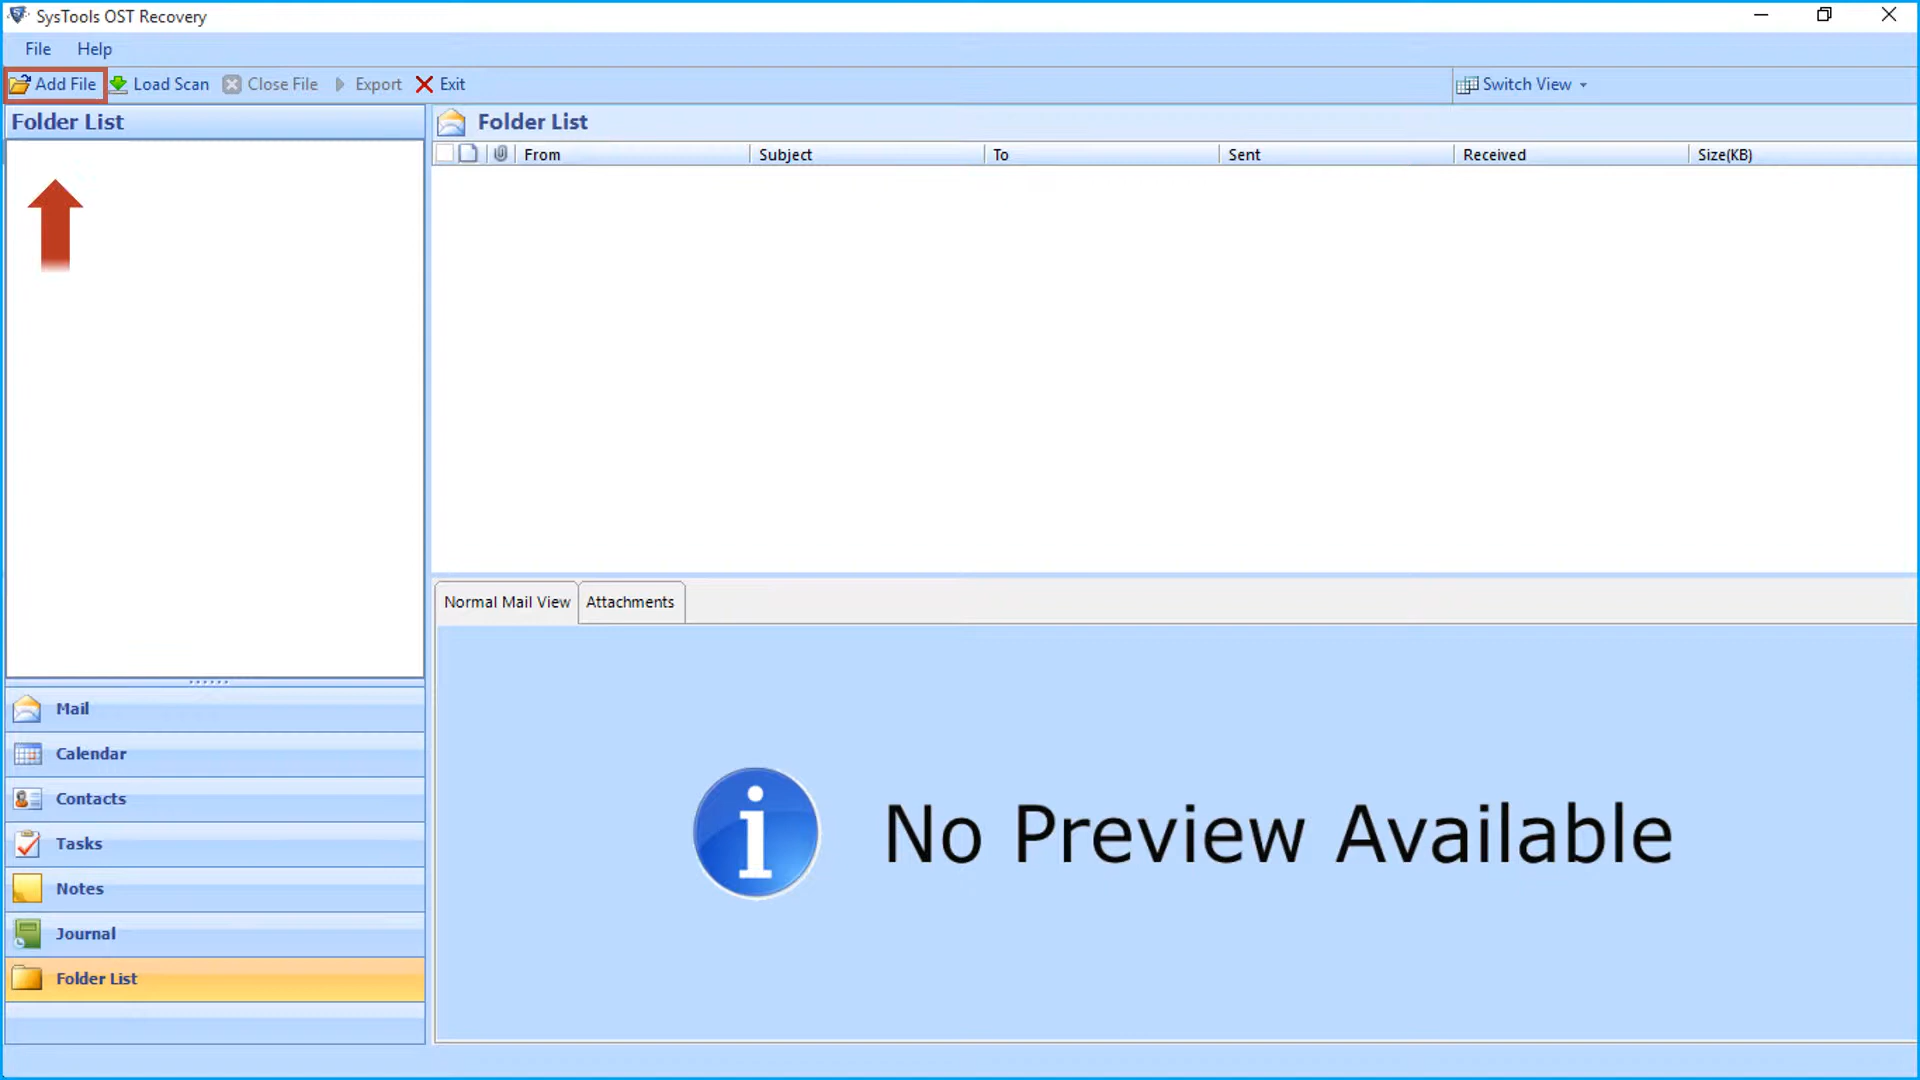 SysTools OST Recovery
File Help
Add File Load Scan Close File Export Exit Switch View
Folder List
Folder List
From Subject To Sent Received Size(KB)
Normal Mail View Attachments
No Preview Available
Mail
Calendar
Contacts
Tasks
Notes
Journal
Folder List